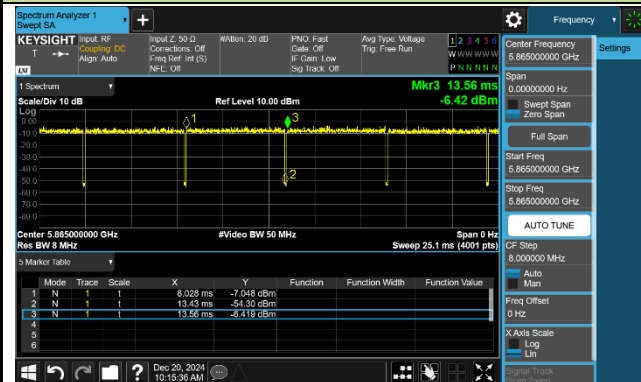 Spectrum Analyzer 1
Swept SA
Frequency
KEYSIGHT
Input: RF
Coupling: DC
Align: Auto
Input Z: 50 Ω
Corrections: Off
Freq Ref: Int (S)
NFE: Off
#Atten: 20 dB
PNO: Fast
Gate: Off
IF Gain: Low
Sig Track: Off
Avg Type: Voltage
Trig: Free Run
1 2 3 4 5 6
W W W W W W
P N N N N N
LXI
1 Spectrum
Scale/Div 10 dB
Ref Level 10.00 dBm
Mkr3 13.56 ms
-6.42 dBm
Log
0.00
-10.0
-20.0
-30.0
-40.0
-50.0
-60.0
-70.0
-80.0
1
3
2
Center 5.865000000 GHz
Res BW 8 MHz
#Video BW 50 MHz
Span 0 Hz
Sweep 25.1 ms (4001 pts)
5 Marker Table
Mode Trace Scale X Y Function Function Width Function Value
1 N 1 t 8.028 ms -7.048 dBm
2 N 1 t 13.43 ms -54.30 dBm
3 N 1 t 13.56 ms -6.419 dBm
4
5
6
Dec 20, 2024
10:15:36 AM
Center Frequency
5.865000000 GHz
Settings
Span
0.00000000 Hz
Swept Span
Zero Span
Full Span
Start Freq
5.865000000 GHz
Stop Freq
5.865000000 GHz
AUTO TUNE
CF Step
8.000000 MHz
Auto
Man
Freq Offset
0 Hz
X Axis Scale
Log
Lin
Signal Track
(Span Zoom)